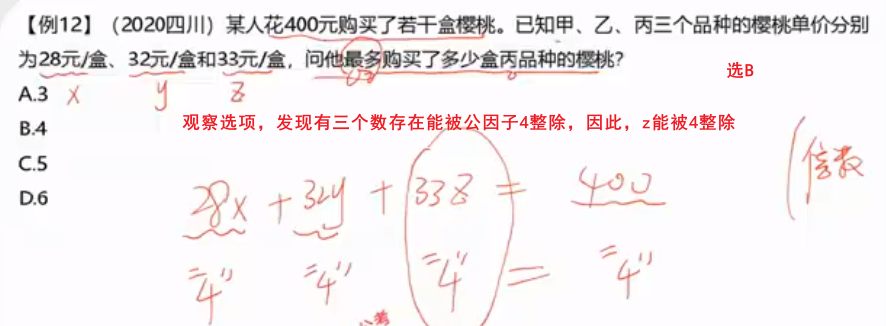 【例12】（2020四川）某人花400元购买了若干盒樱桃。已知甲、乙、丙三个品种的樱桃单价分别
为28元/盒、32元/盒和33元/盒，问他最多购买了多少盒丙品种的樱桃？
x y z
选B
A.3
观察选项，发现有三个数存在能被公因子4整除，因此，z能被4整除
B.4
C.5
D.6
28x + 32y + 33z = 400
倍数
"4" "4" "4" = "4"